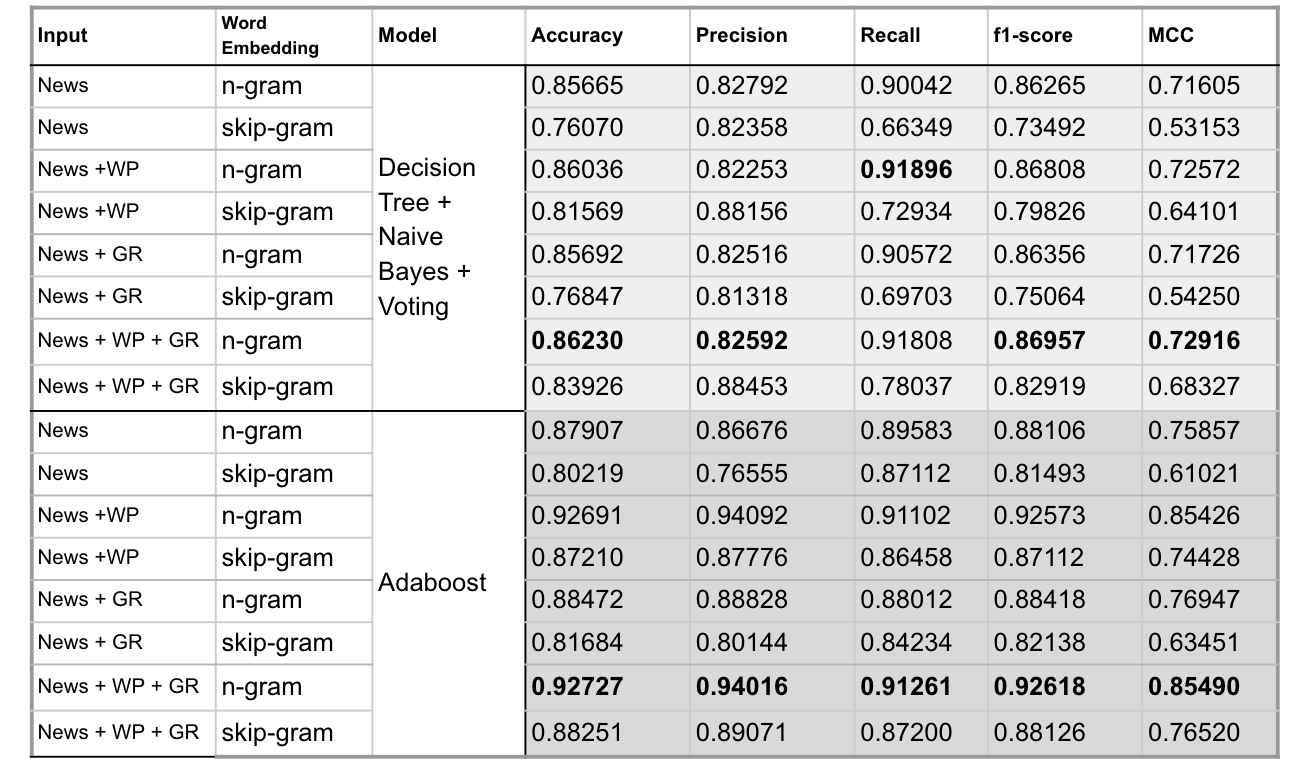 Input Word Embedding Model Accuracy Precision Recall f1-score MCC
News n-gram Decision Tree + Naive Bayes + Voting 0.85665 0.82792 0.90042 0.86265 0.71605
News skip-gram 0.76070 0.82358 0.66349 0.73492 0.53153
News +WP n-gram 0.86036 0.82253 0.91896 0.86808 0.72572
News +WP skip-gram 0.81569 0.88156 0.72934 0.79826 0.64101
News + GR n-gram 0.85692 0.82516 0.90572 0.86356 0.71726
News + GR skip-gram 0.76847 0.81318 0.69703 0.75064 0.54250
News + WP + GR n-gram 0.86230 0.82592 0.91808 0.86957 0.72916
News + WP + GR skip-gram 0.83926 0.88453 0.78037 0.82919 0.68327
News n-gram Adaboost 0.87907 0.86676 0.89583 0.88106 0.75857
News skip-gram 0.80219 0.76555 0.87112 0.81493 0.61021
News +WP n-gram 0.92691 0.94092 0.91102 0.92573 0.85426
News +WP skip-gram 0.87210 0.87776 0.86458 0.87112 0.74428
News + GR n-gram 0.88472 0.88828 0.88012 0.88418 0.76947
News + GR skip-gram 0.81684 0.80144 0.84234 0.82138 0.63451
News + WP + GR n-gram 0.92727 0.94016 0.91261 0.92618 0.85490
News + WP + GR skip-gram 0.88251 0.89071 0.87200 0.88126 0.76520